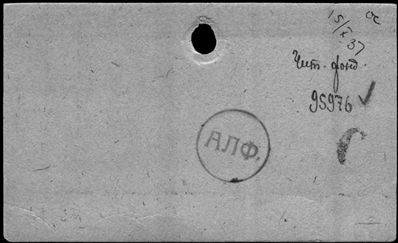 15/X 37
Чит. фонд.
95976 ✓
АЛФ.